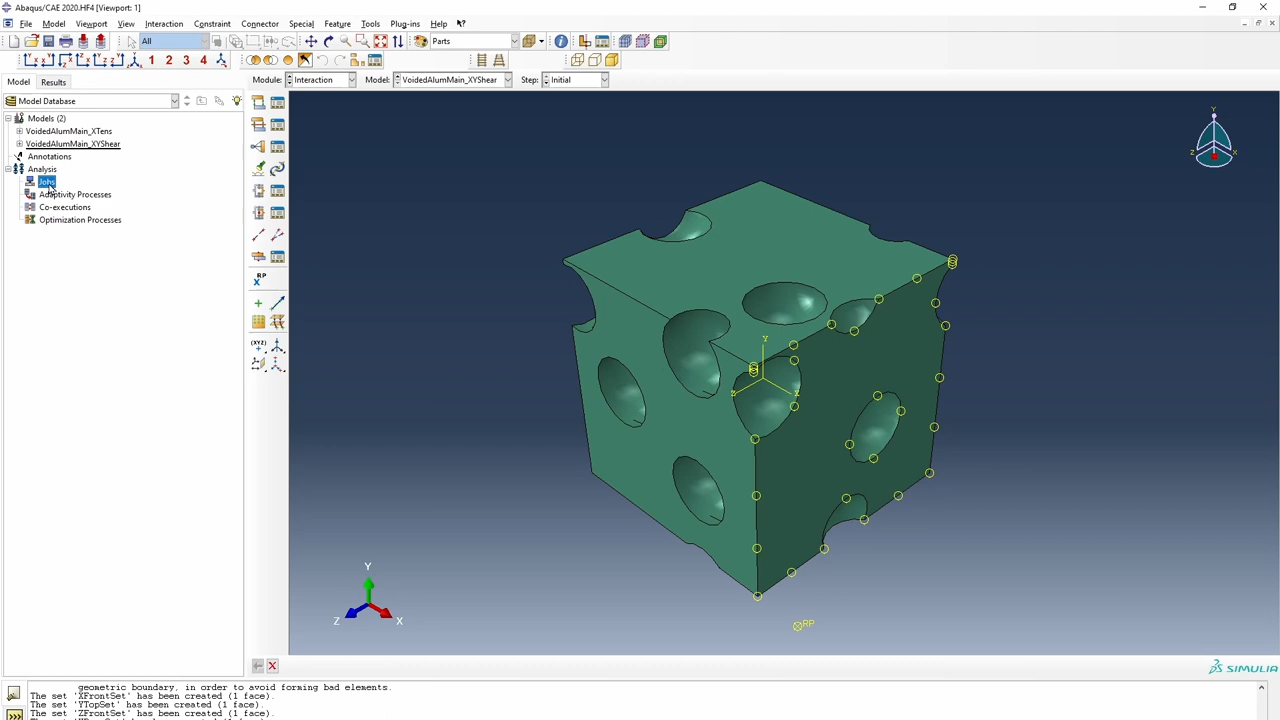 Abaqus/CAE 2020.HF4 [Viewport: 1]
File Model Viewport View Interaction Constraint Connector Special Feature Tools Plug-ins Help
All
Parts
1 2 3 4
Model Results
Module: Interaction Model: VoidedAlumMain_XYShear Step: Initial
Model Database
Models (2)
VoidedAlumMain_XTens
VoidedAlumMain_XYShear
Annotations
Analysis
Jobs
Adaptivity Processes
Co-executions
Optimization Processes
RP
(XYZ)
Y
Z X
Y
Z X
Y
Z X
RP
SIMULIA
geometric boundary, in order to avoid forming bad elements.
The set 'XFrontSet' has been created (1 face).
The set 'YTopSet' has been created (1 face).
The set 'ZFrontSet' has been created (1 face).